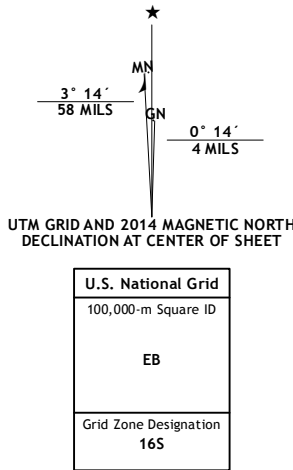 ★
MN
3° 14´
58 MILS
GN
0° 14´
4 MILS
UTM GRID AND 2014 MAGNETIC NORTH
DECLINATION AT CENTER OF SHEET
U.S. National Grid
100,000-m Square ID
EB
Grid Zone Designation
16S